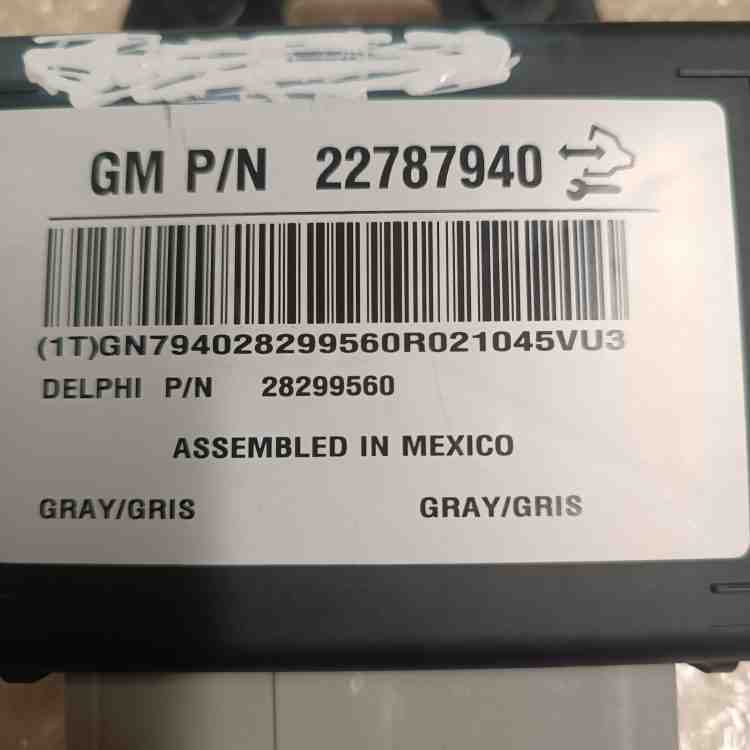 GM P/N 22787940
(1T)GN794028299560R021045VU3
DELPHI P/N 28299560
ASSEMBLED IN MEXICO
GRAY/GRIS GRAY/GRIS